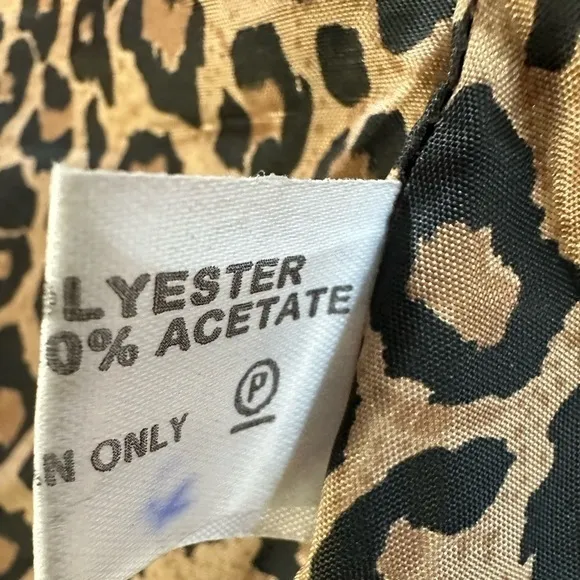 LYESTER
0% ACETATE
P
N ONLY